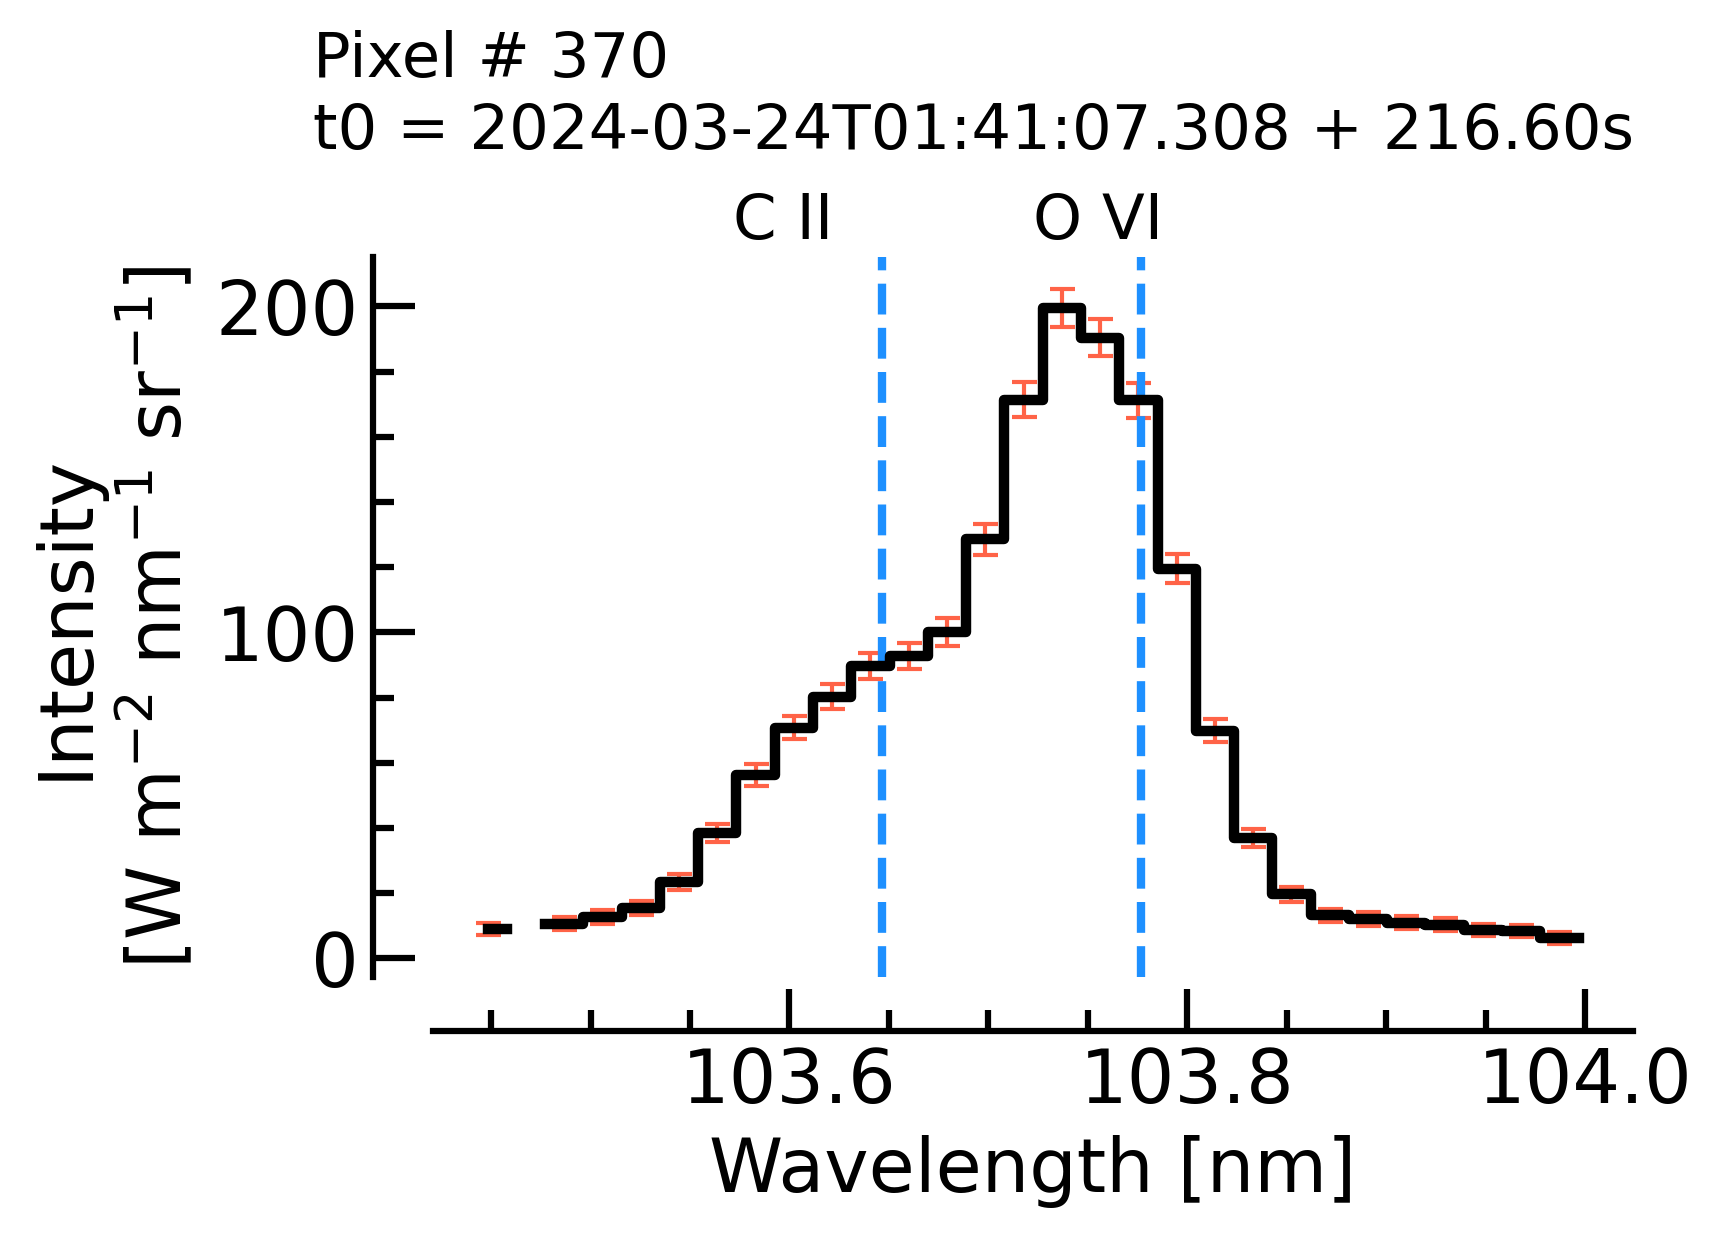 Pixel # 370
t0 = 2024-03-24T01:41:07.308 + 216.60s
C II O VI
Intensity
[W m⁻² nm⁻¹ sr⁻¹]
200
100
0
103.6 103.8 104.0
Wavelength [nm]